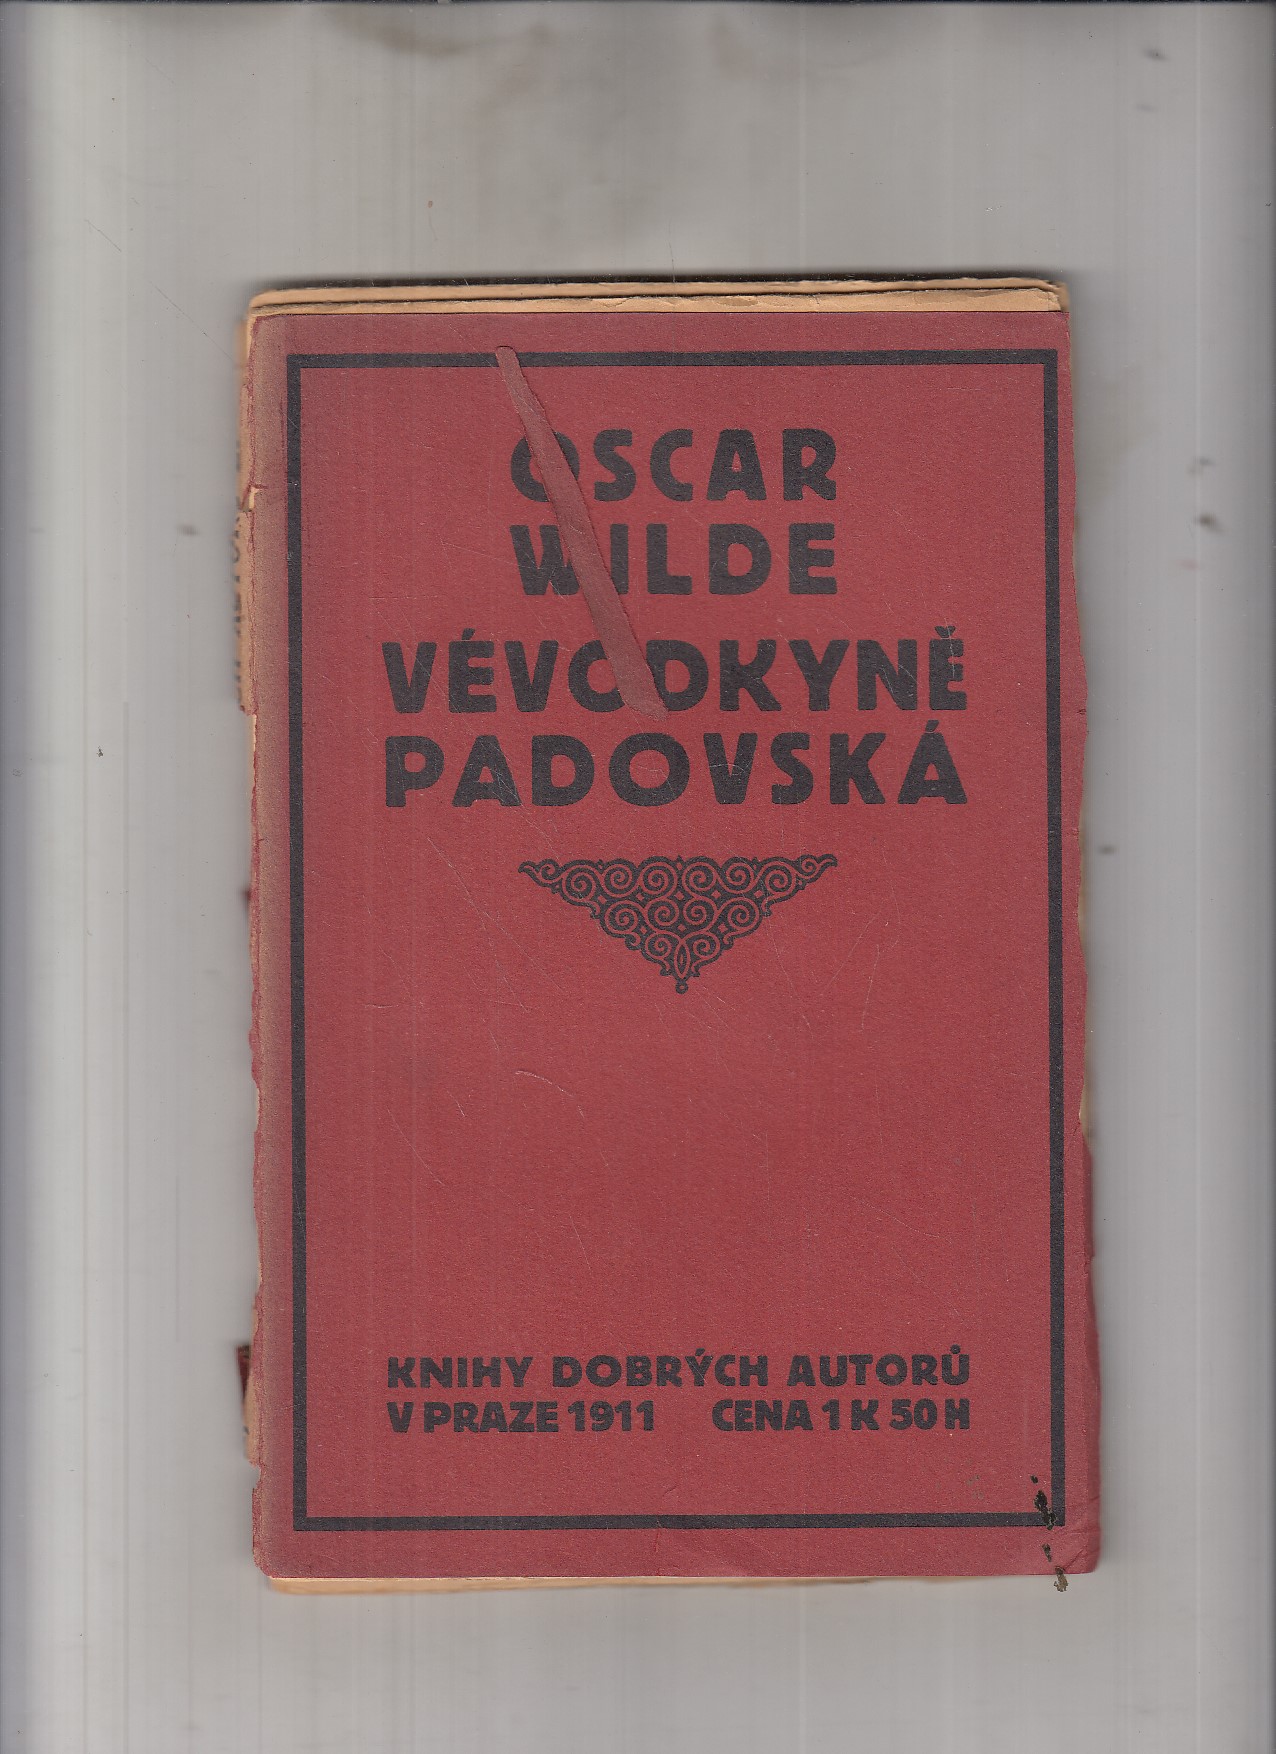 OSCAR
WILDE
VÉVODKYNĚ
PADOVSKÁ
KNIHY DOBRÝCH AUTORŮ
V PRAZE 1911 CENA 1 K 50 H